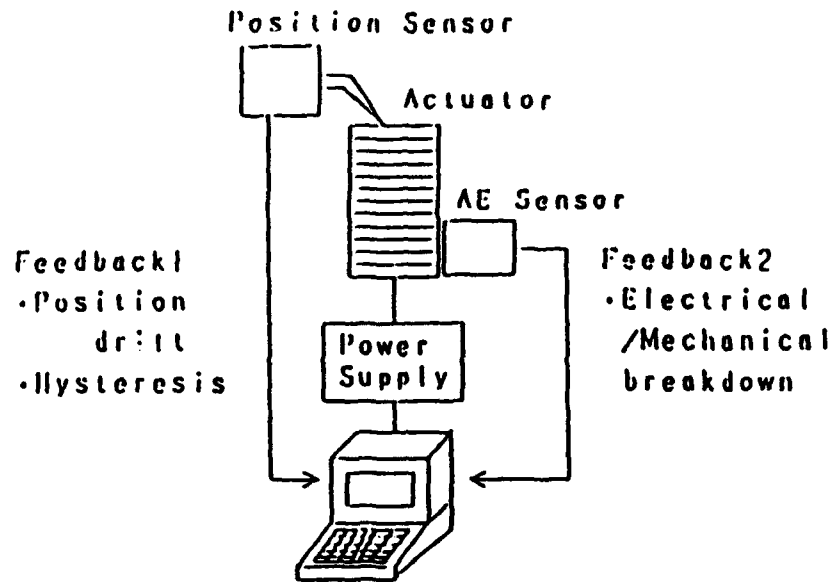 Position Sensor
Actuator
AE Sensor
Feedback1
•Position
drift
•Hysteresis
Power
Supply
Feedback2
•Electrical
/Mechanical
breakdown